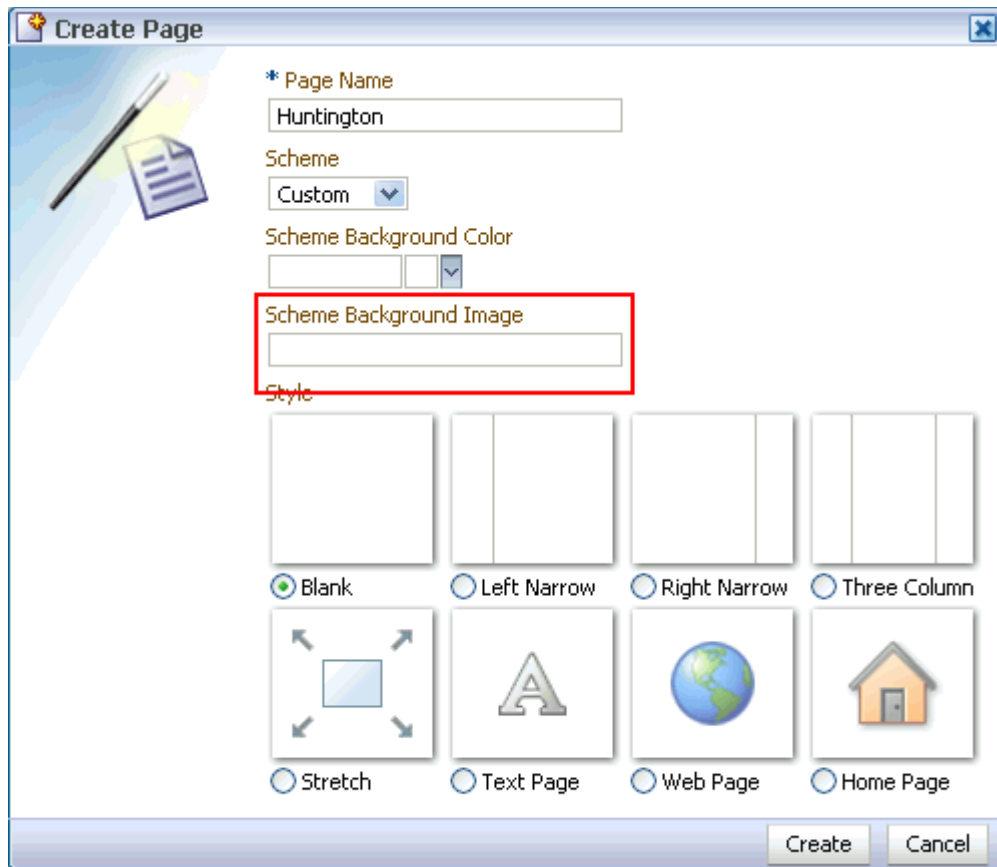 Create Page
* Page Name
Huntington
Scheme
Custom
Scheme Background Color
Scheme Background Image
Style
Blank
Left Narrow
Right Narrow
Three Column
A
Stretch
Text Page
Web Page
Home Page
Create
Cancel